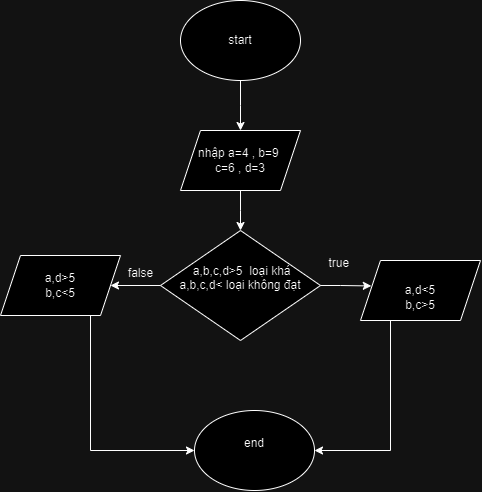 start
nhập a=4 , b=9
c=6 , d=3
a,b,c,d>5 loại khá
a,b,c,d< loại không đạt
false
true
a,d>5
b,c<5
a,d<5
b,c>5
end